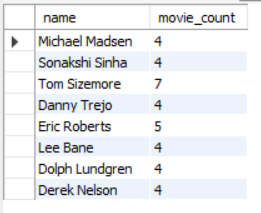 name movie_count
Michael Madsen 4
Sonakshi Sinha 4
Tom Sizemore 7
Danny Trejo 4
Eric Roberts 5
Lee Bane 4
Dolph Lundgren 4
Derek Nelson 4